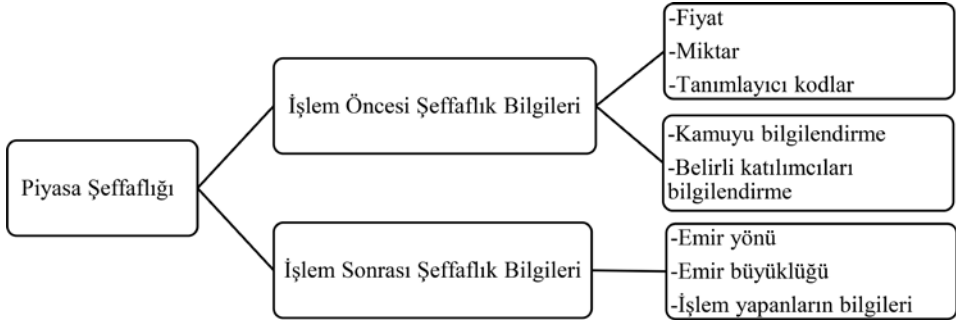 Piyasa Şeffaflığı
İşlem Öncesi Şeffaflık Bilgileri
-Fiyat
-Miktar
-Tanımlayıcı kodlar
-Kamuyu bilgilendirme
-Belirli katılımcıları
bilgilendirme
İşlem Sonrası Şeffaflık Bilgileri
-Emir yönü
-Emir büyüklüğü
-İşlem yapanların bilgileri